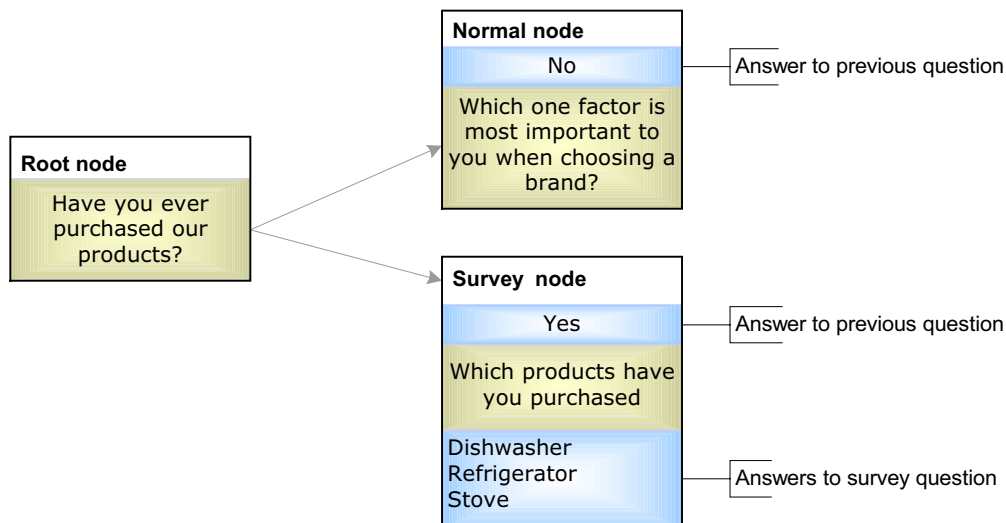 Root node
Have you ever
purchased our
products?
Normal node
No
Which one factor is
most important to
you when choosing a
brand?
Answer to previous question
Survey node
Yes
Which products have
you purchased
Dishwasher
Refrigerator
Stove
Answer to previous question
Answers to survey question